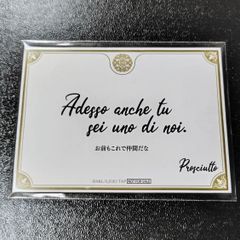 Adesso anche tu
sei uno di noi.
お前もこれで仲間だな
Prosciutto